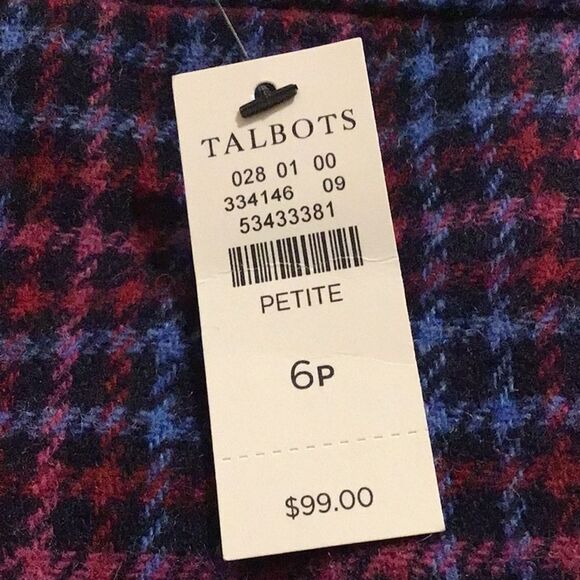 TALBOTS
028 01 00
334146 09
53433381
PETITE
6P
$99.00